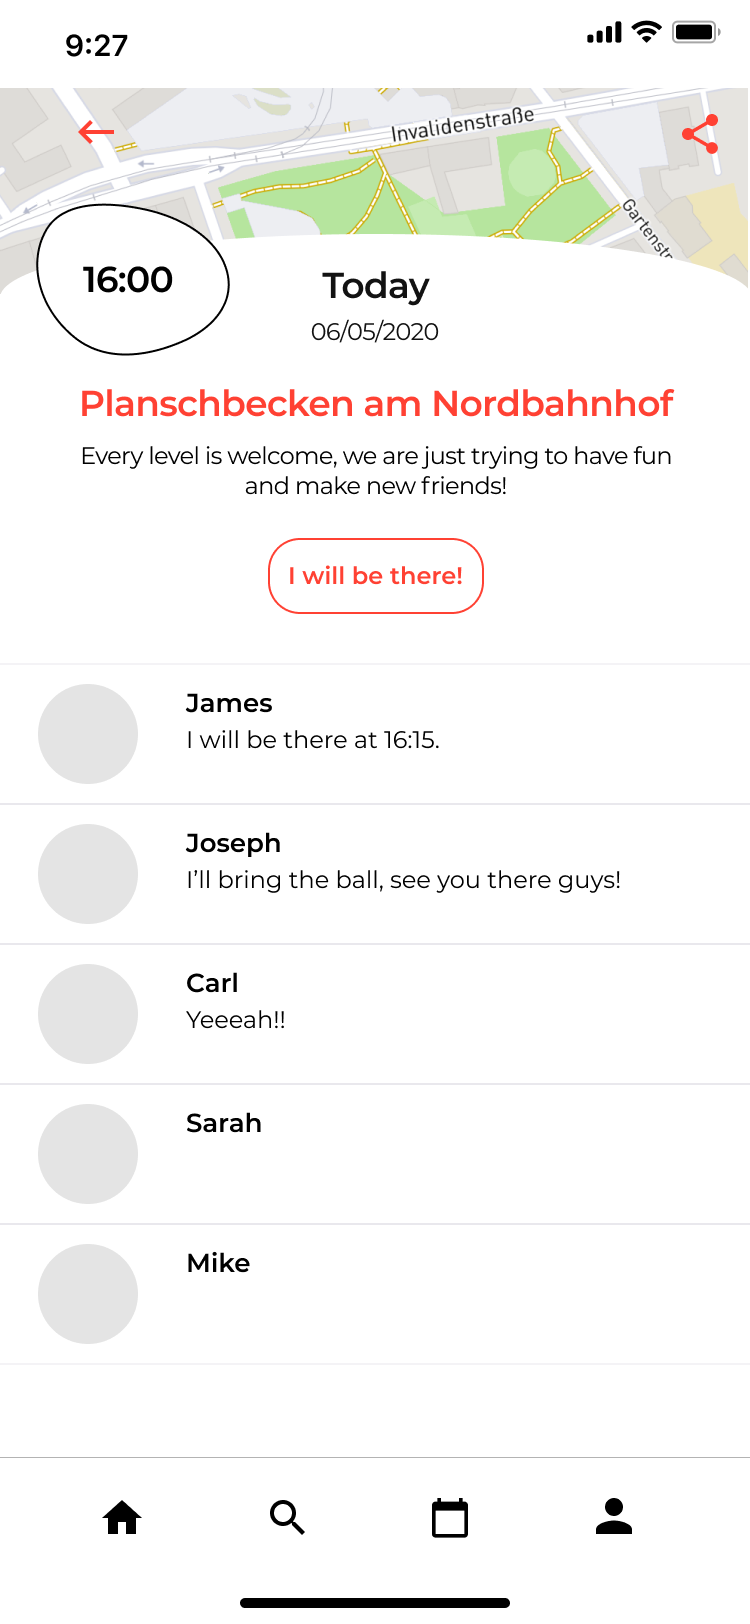 9:27
Invalidenstraße
Gartenstr
16:00
Today
06/05/2020
Planschbecken am Nordbahnhof
Every level is welcome, we are just trying to have fun
and make new friends!
I will be there!
James
I will be there at 16:15.
Joseph
I’ll bring the ball, see you there guys!
Carl
Yeeeah!!
Sarah
Mike